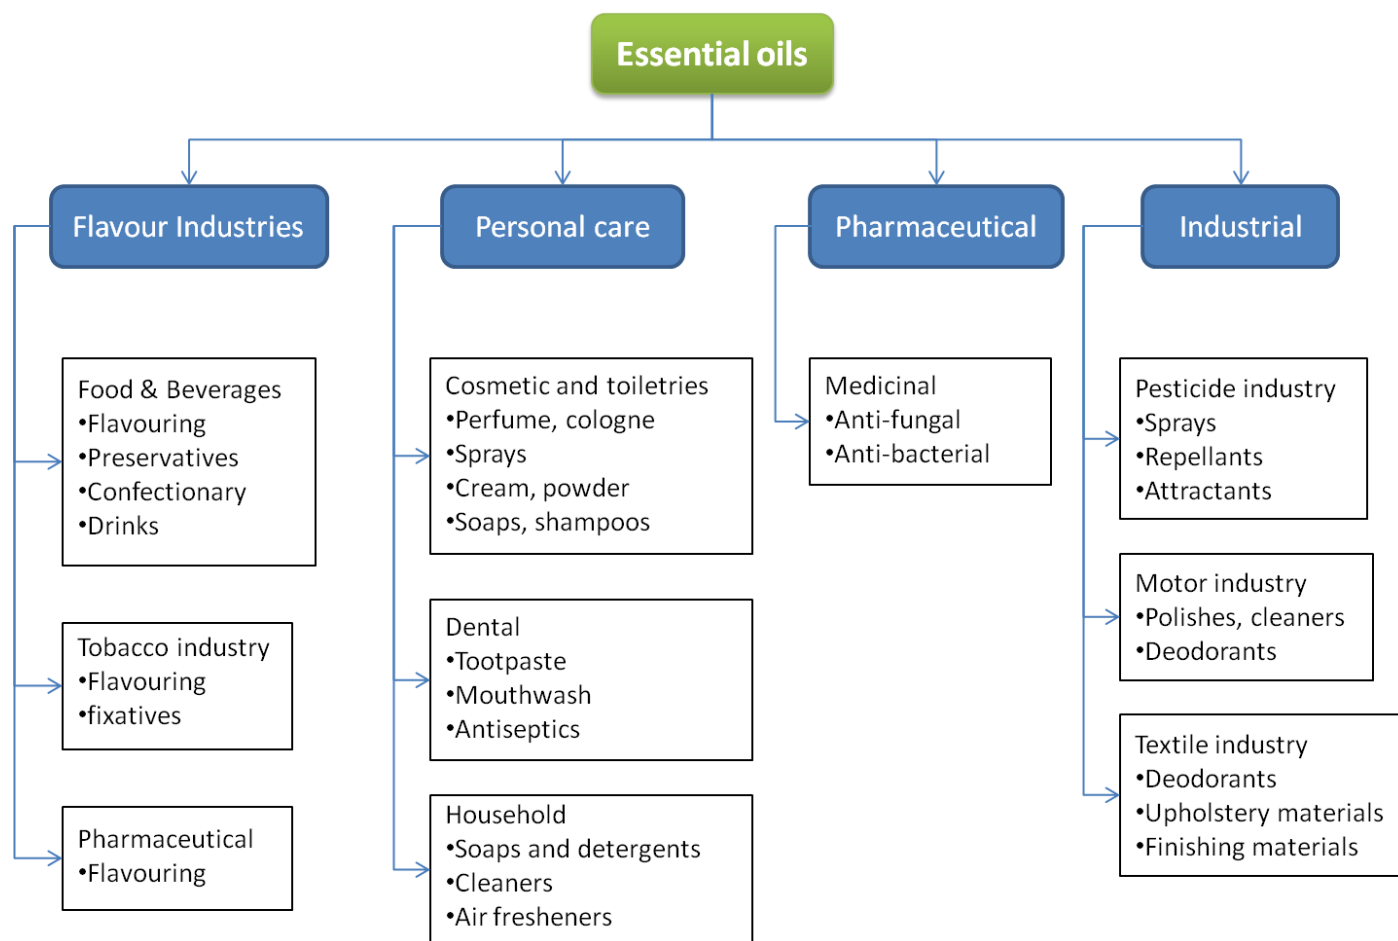 Essential oils
Flavour Industries
Food & Beverages
•Flavouring
•Preservatives
•Confectionary
•Drinks
Tobacco industry
•Flavouring
•fixatives
Pharmaceutical
•Flavouring
Personal care
Cosmetic and toiletries
•Perfume, cologne
•Sprays
•Cream, powder
•Soaps, shampoos
Dental
•Tootpaste
•Mouthwash
•Antiseptics
Household
•Soaps and detergents
•Cleaners
•Air fresheners
Pharmaceutical
Medicinal
•Anti-fungal
•Anti-bacterial
Industrial
Pesticide industry
•Sprays
•Repellants
•Attractants
Motor industry
•Polishes, cleaners
•Deodorants
Textile industry
•Deodorants
•Upholstery materials
•Finishing materials